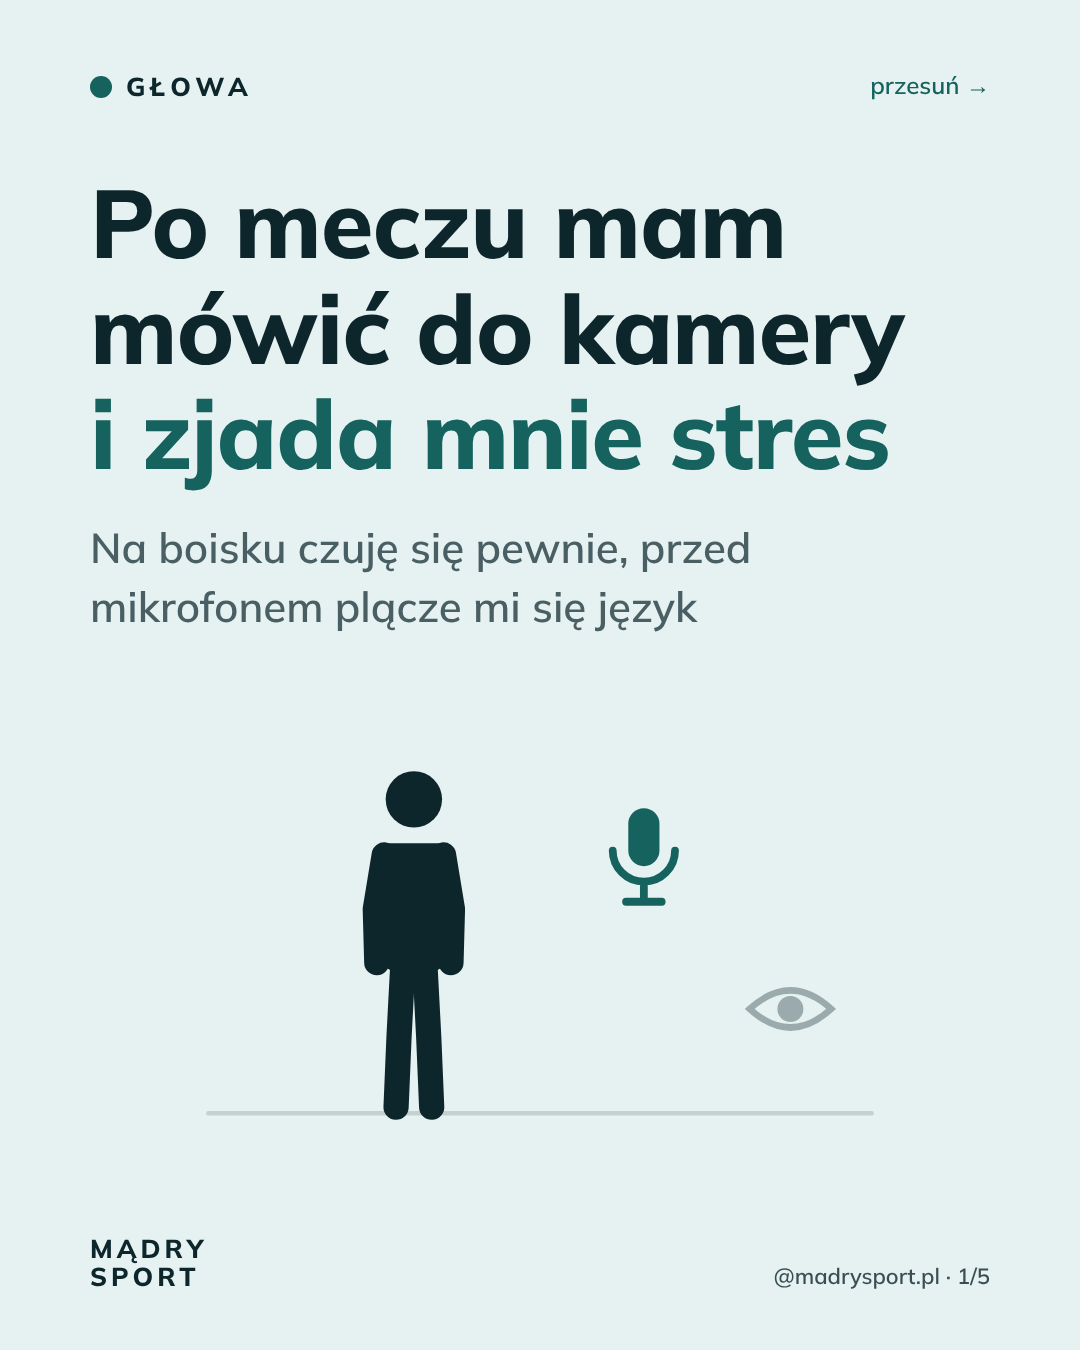 GŁOWA
przesuń →
Po meczu mam
mówić do kamery
i zjada mnie stres
Na boisku czuję się pewnie, przed
mikrofonem plącze mi się język
MĄDRY
SPORT
@madrysport.pl · 1/5